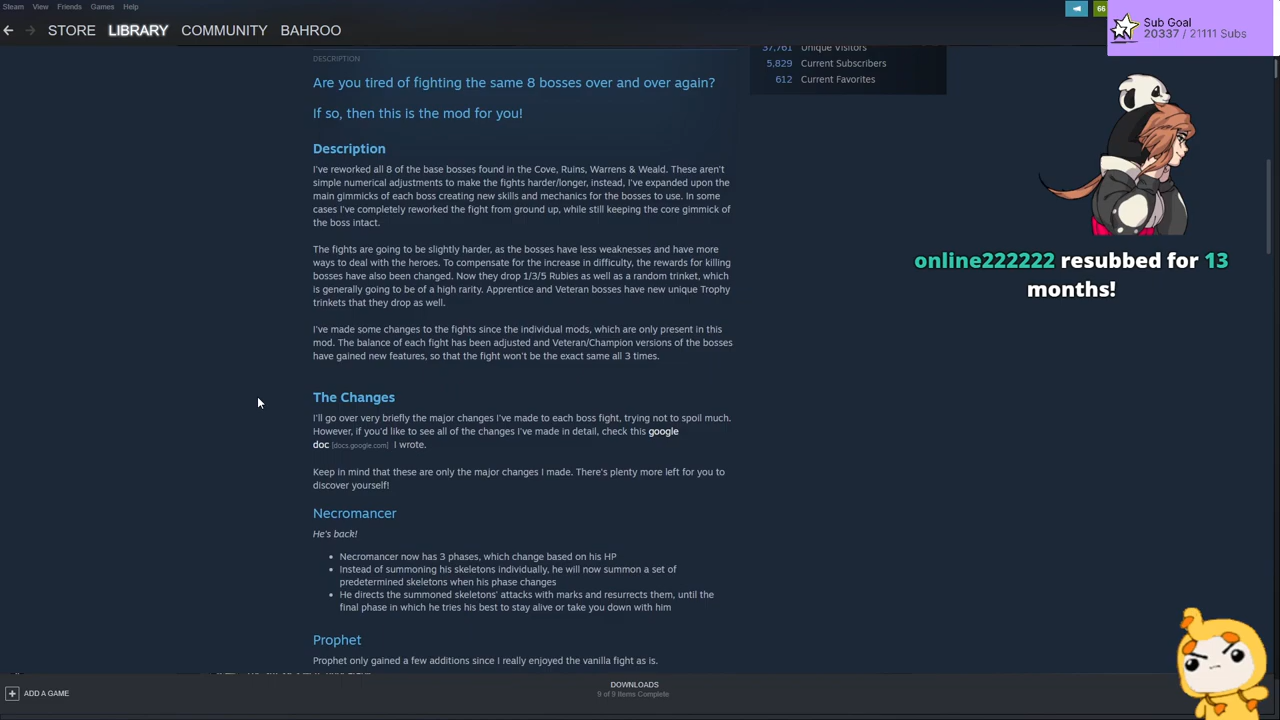 Steam View Friends Games Help
66
STORE LIBRARY COMMUNITY BAHROO
Sub Goal
20337 / 21111 Subs
37,761 Unique Visitors
5,829 Current Subscribers
612 Current Favorites
DESCRIPTION
Are you tired of fighting the same 8 bosses over and over again?
If so, then this is the mod for you!
Description
I've reworked all 8 of the base bosses found in the Cove, Ruins, Warrens & Weald. These aren't
simple numerical adjustments to make the fights harder/longer, instead, I've expanded upon the
main gimmicks of each boss creating new skills and mechanics for the bosses to use. In some
cases I've completely reworked the fight from ground up, while still keeping the core gimmick of
the boss intact.
The fights are going to be slightly harder, as the bosses have less weaknesses and have more
ways to deal with the heroes. To compensate for the increase in difficulty, the rewards for killing
bosses have also been changed. Now they drop 1/3/5 Rubies as well as a random trinket, which
is generally going to be of a high rarity. Apprentice and Veteran bosses have new unique Trophy
trinkets that they drop as well.
I've made some changes to the fights since the individual mods, which are only present in this
mod. The balance of each fight has been adjusted and Veteran/Champion versions of the bosses
have gained new features, so that the fight won't be the exact same all 3 times.
online222222 resubbed for 13
months!
The Changes
I'll go over very briefly the major changes I've made to each boss fight, trying not to spoil much.
However, if you'd like to see all of the changes I've made in detail, check this google
doc [docs.google.com] I wrote.
Keep in mind that these are only the major changes I made. There's plenty more left for you to
discover yourself!
Necromancer
He's back!
• Necromancer now has 3 phases, which change based on his HP
• Instead of summoning his skeletons individually, he will now summon a set of
predetermined skeletons when his phase changes
• He directs the summoned skeletons' attacks with marks and resurrects them, until the
final phase in which he tries his best to stay alive or take you down with him
Prophet
Prophet only gained a few additions since I really enjoyed the vanilla fight as is.
+ ADD A GAME
DOWNLOADS
9 of 9 Items Complete